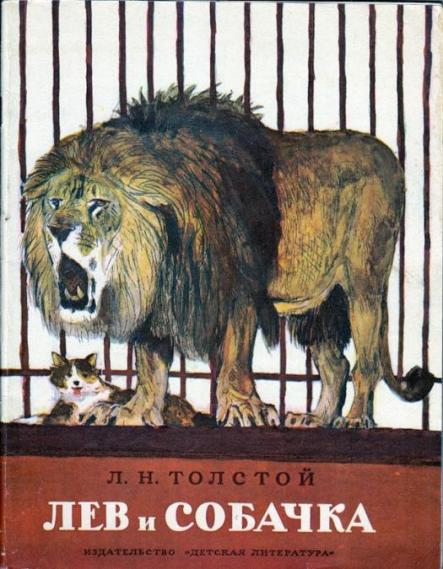 Л. Н. ТОЛСТОЙ
ЛЕВ и СОБАЧКА
ИЗДАТЕЛЬСТВО «ДЕТСКАЯ ЛИТЕРАТУРА»